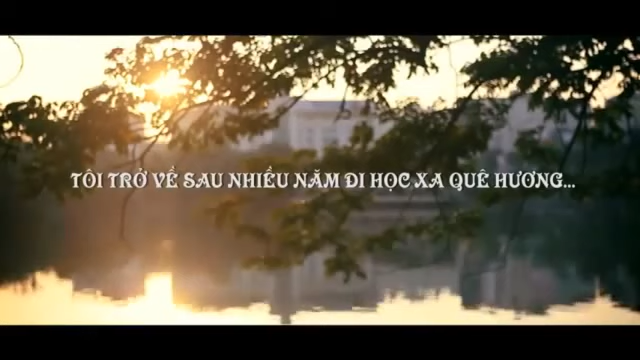 TÔI TRỞ VỀ SAU NHIỀU NĂM ĐI HỌC XA QUÊ HƯƠNG...